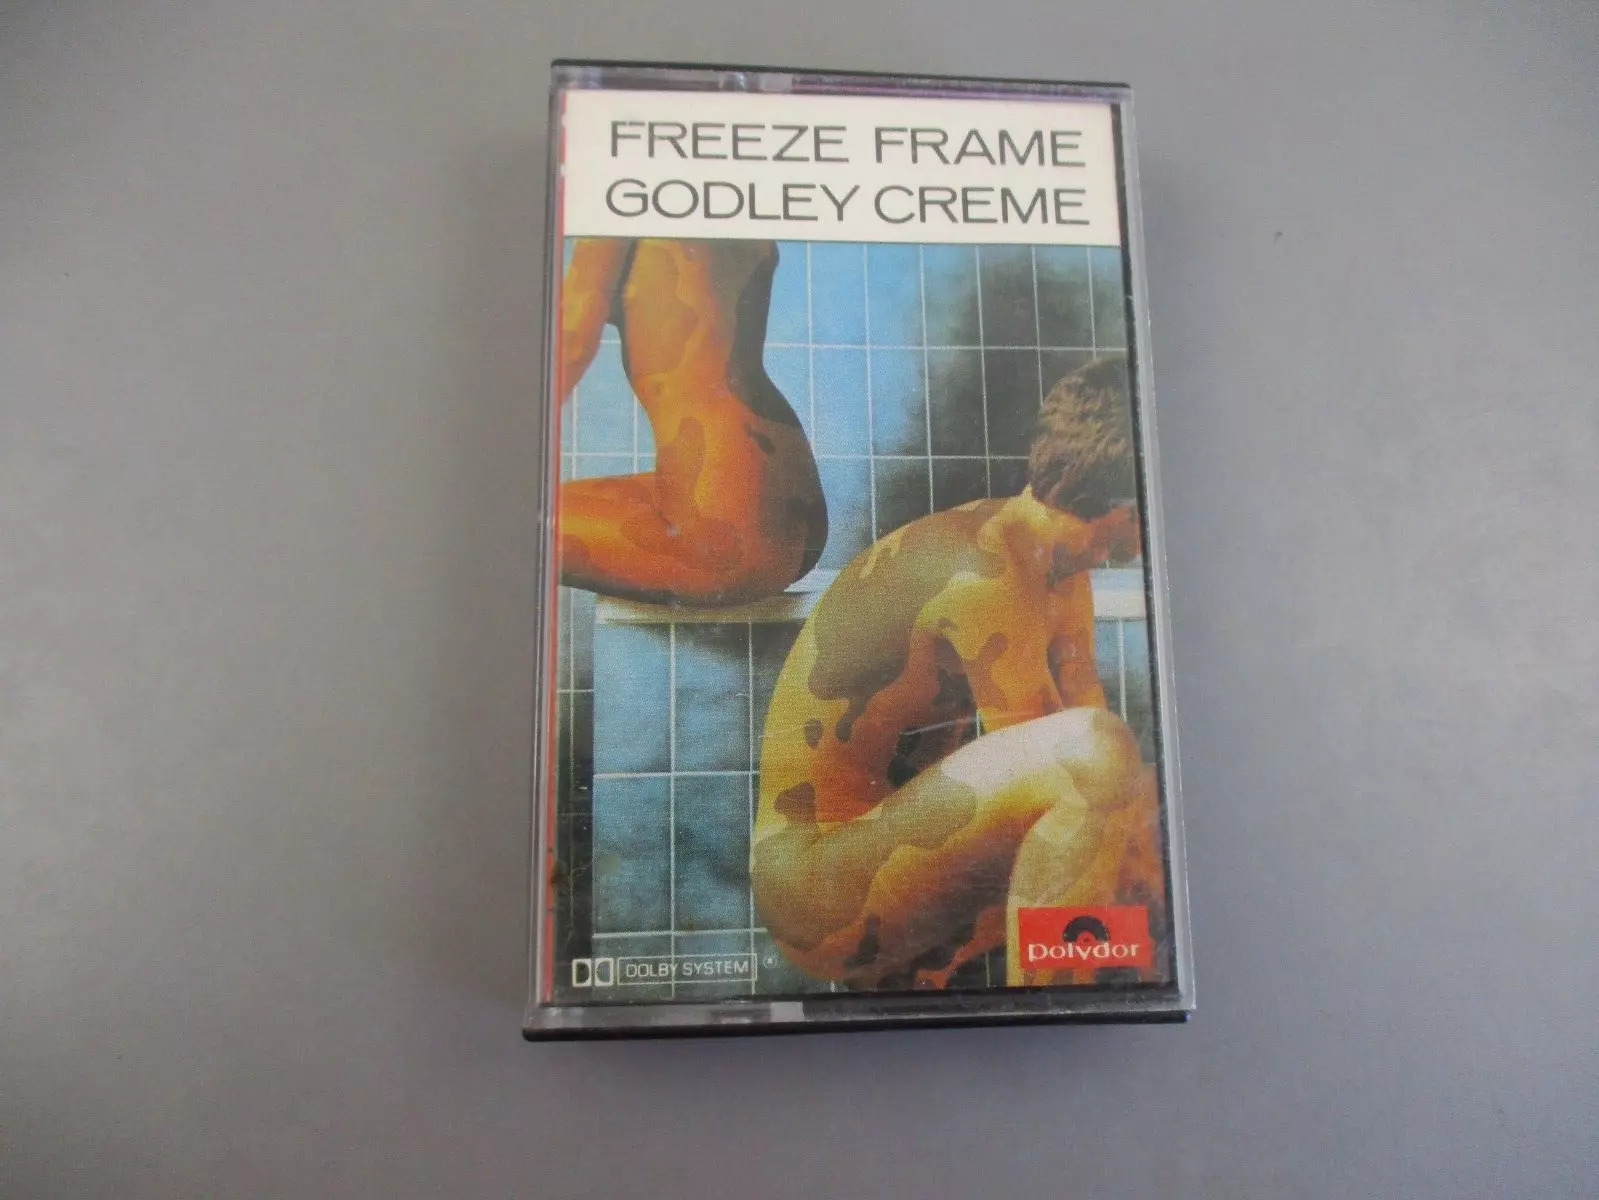 FREEZE FRAME
GODLEY CREME
DOLBY SYSTEM ®
polydor